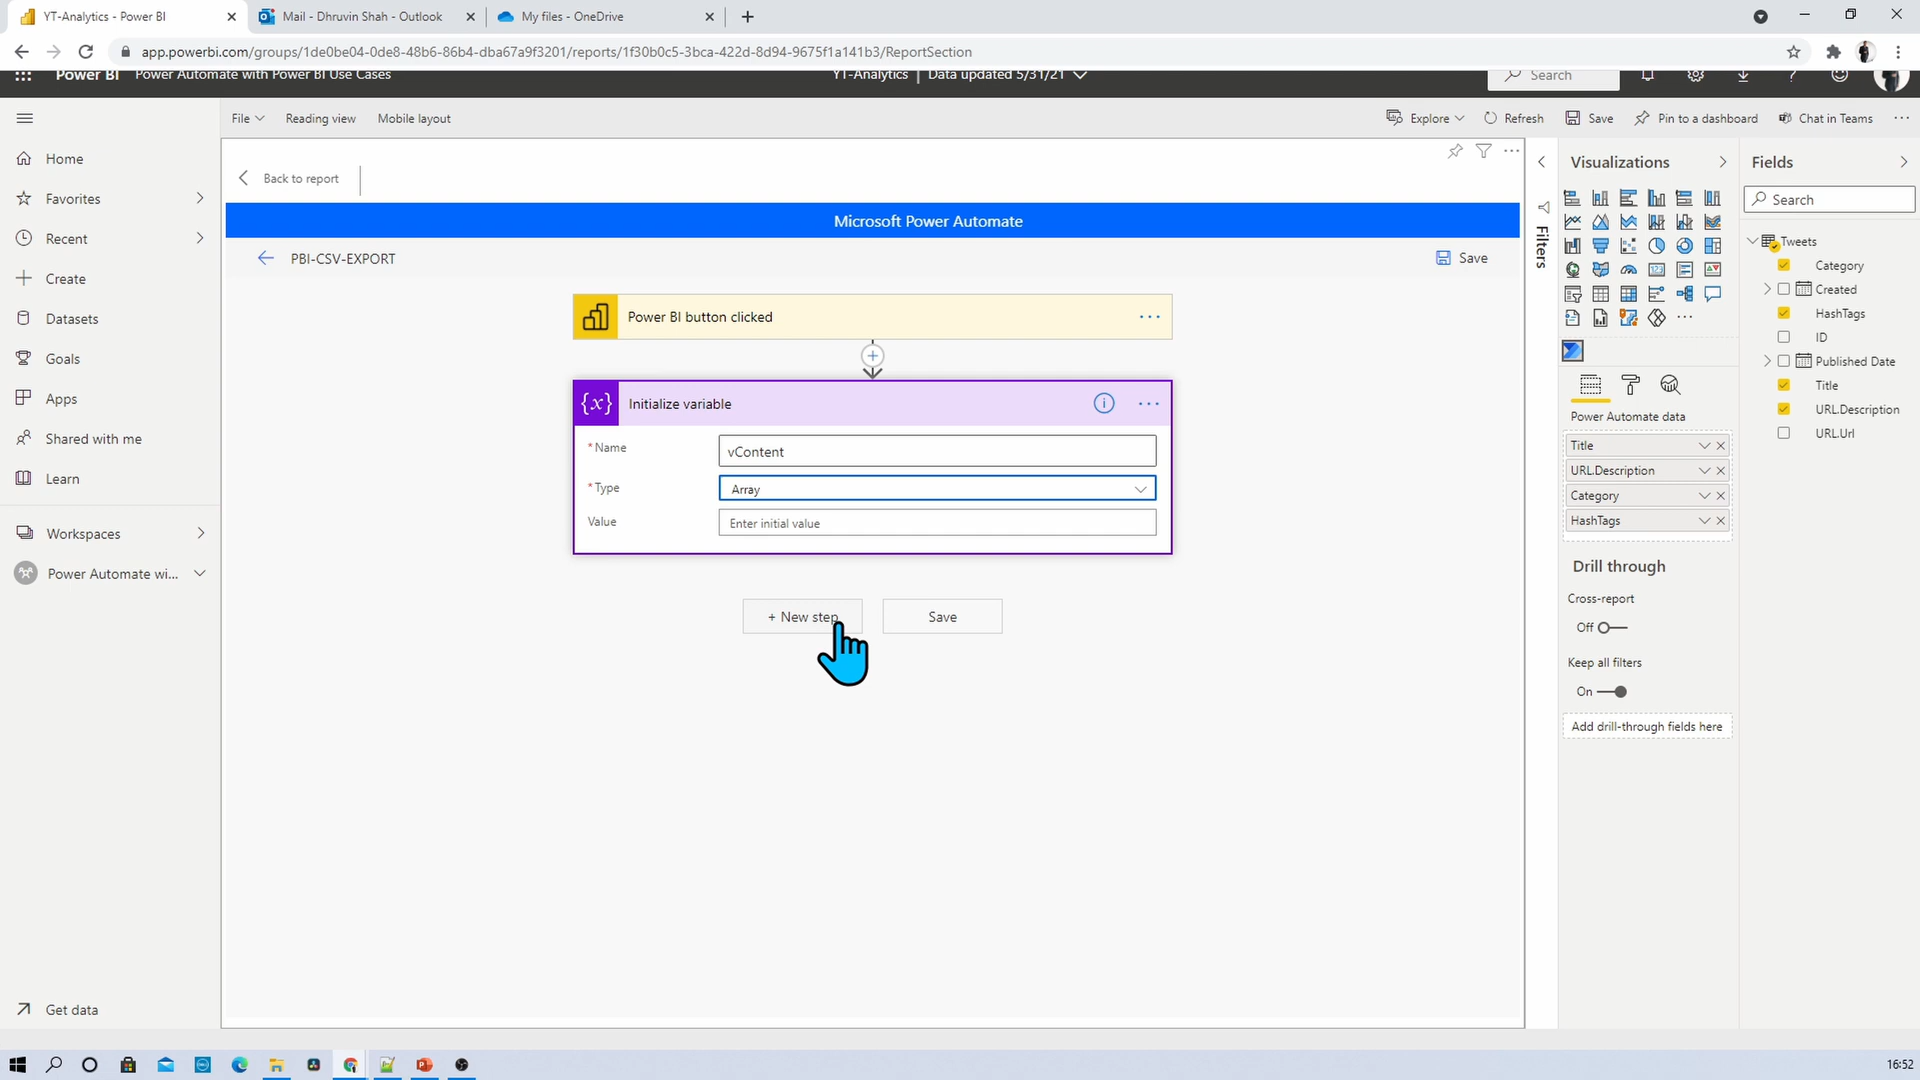 YT-Analytics - Power BI
Mail - Dhruvin Shah - Outlook
My files - OneDrive
app.powerbi.com/groups/1de0be04-0de8-48b6-86b4-dba67a9f3201/reports/1f30b0c5-3bca-422d-8d94-9675f1a141b3/ReportSection
Power BI
Power Automate with Power BI Use Cases
YT-Analytics | Data updated 5/31/21
Search
File
Reading view
Mobile layout
Explore
Refresh
Save
Pin to a dashboard
Chat in Teams
Home
Favorites
Recent
Create
Datasets
Goals
Apps
Shared with me
Learn
Workspaces
Power Automate wi...
Get data
Back to report
Microsoft Power Automate
PBI-CSV-EXPORT
Save
Power BI button clicked
{x} Initialize variable
* Name
vContent
* Type
Array
Value
Enter initial value
+ New step
Save
Filters
Visualizations
Power Automate data
Title
URL.Description
Category
HashTags
Drill through
Cross-report
Off
Keep all filters
On
Add drill-through fields here
Fields
Search
Tweets
Category
Created
HashTags
ID
Published Date
Title
URL.Description
URL.Url
16:52